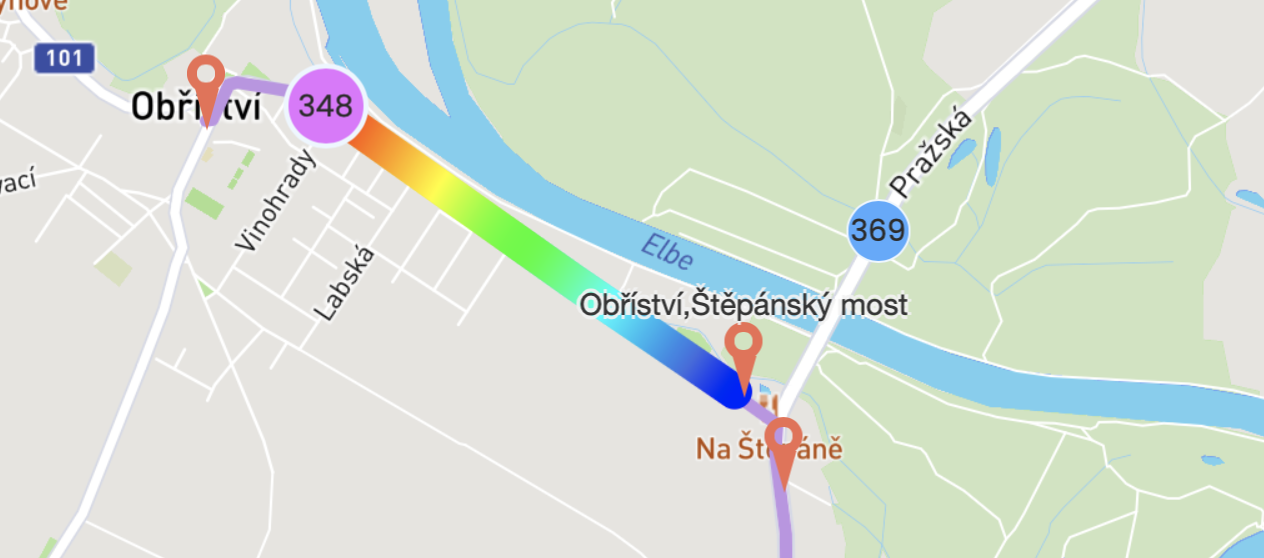 101
Obříství
348
Vinohrady
Labská
Pražská
369
Elbe
Obříství,Štěpánský most